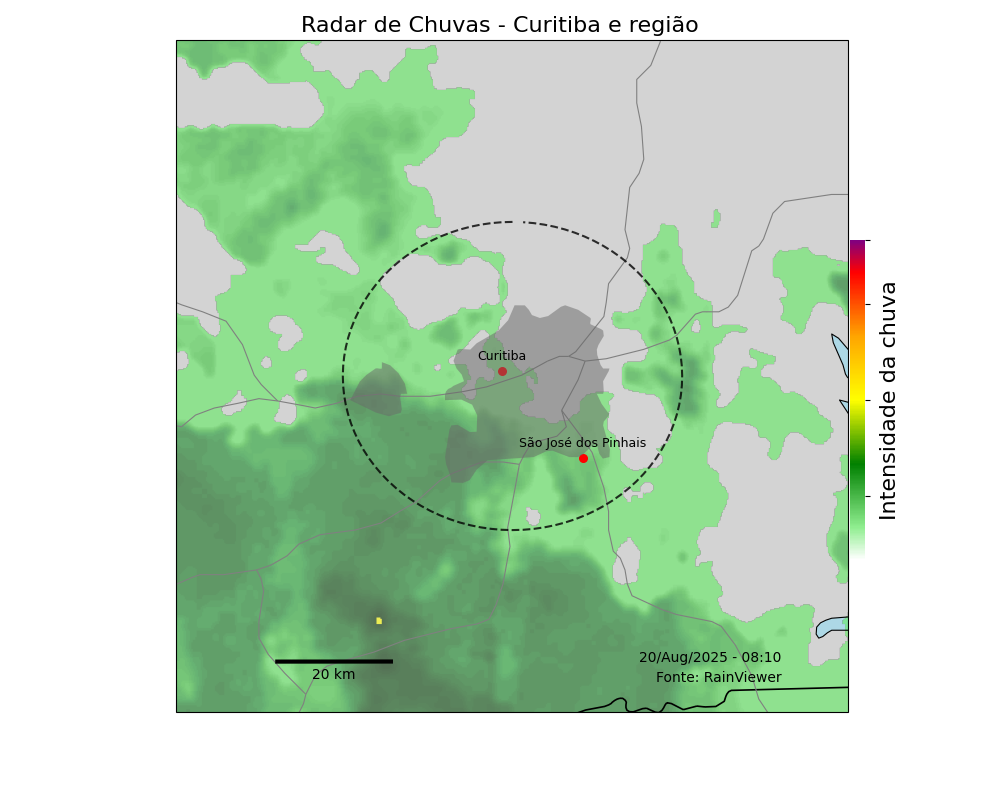 Radar de Chuvas - Curitiba e região
Curitiba
São José dos Pinhais
Intensidade da chuva
20/Aug/2025 - 08:10
20 km
Fonte: RainViewer